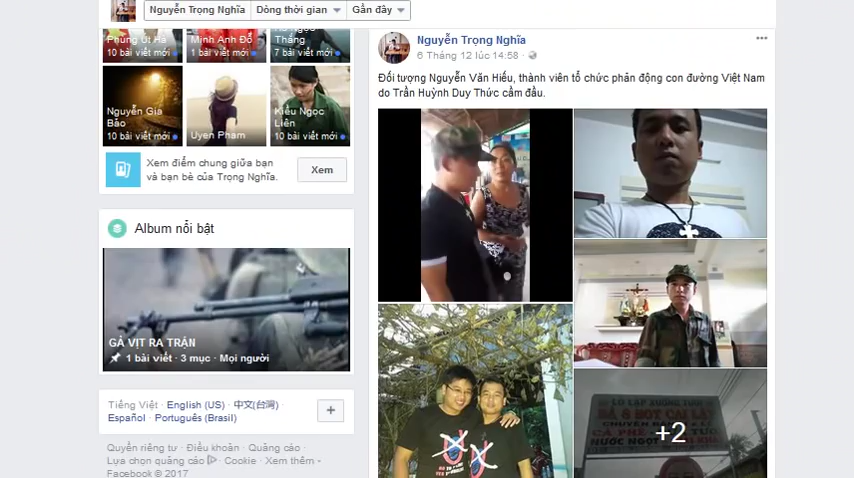 Nguyễn Trọng Nghĩa
Dòng thời gian
Gần đây
Phùng Út Hà
10 bài viết mới
Minh Anh Đỗ
1 bài viết mới
Thắng
7 bài viết mới
Nguyễn Gia
Bảo
10 bài viết mới
Uyen Pham
Kiều Ngọc
Liên
10 bài viết mới
Xem điểm chung giữa bạn
và bạn bè của Trọng Nghĩa.
Xem
Album nổi bật
GÀ VỊT RA TRẬN
1 bài viết · 3 mục · Mọi người
Tiếng Việt · English (US) · 中文(台灣) ·
Español · Português (Brasil)
+
Quyền riêng tư · Điều khoản · Quảng cáo ·
Lựa chọn quảng cáo · Cookie · Xem thêm
Facebook © 2017
Nguyễn Trọng Nghĩa
6 Tháng 12 lúc 14:58 ·
Đối tượng Nguyễn Văn Hiếu, thành viên tổ chức phản động con đường Việt Nam
do Trần Huỳnh Duy Thức cầm đầu.
+2